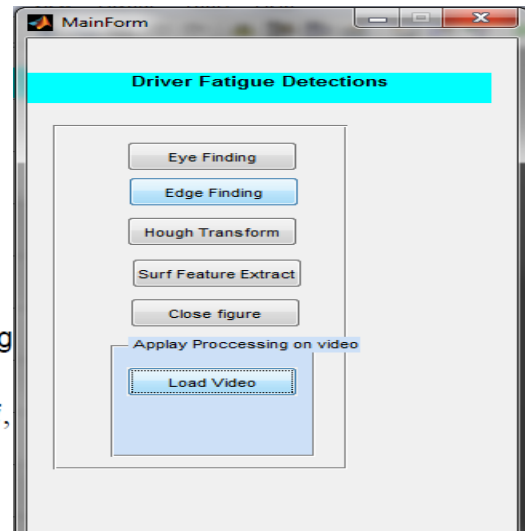 MainForm
Driver Fatigue Detections
Eye Finding
Edge Finding
Hough Transform
Surf Feature Extract
Close figure
g
Applay Proccessing on video
Load Video
,